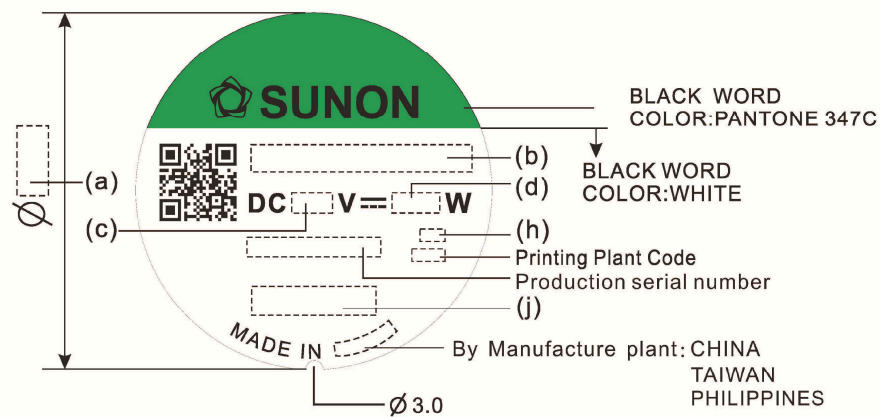 SUNON
BLACK WORD
COLOR:PANTONE 347C
(b)
BLACK WORD
COLOR:WHITE
(a)
(d)
DC V W
(c)
(h)
Printing Plant Code
Production serial number
(j)
MADE IN
By Manufacture plant: CHINA
TAIWAN
PHILIPPINES
Ø
Ø 3.0